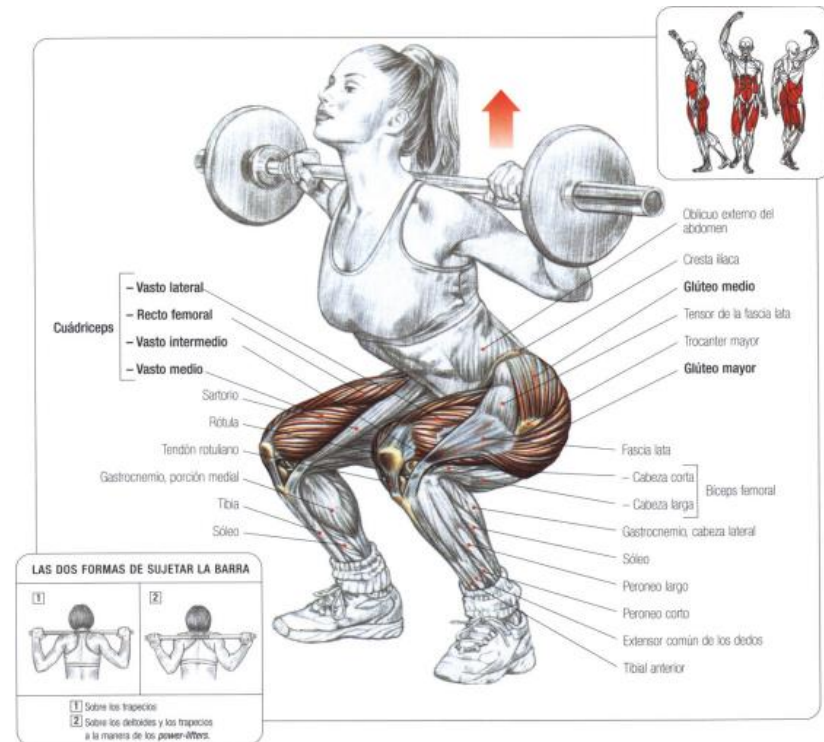 Oblicuo externo del
abdomen
Cresta ilíaca
Glúteo medio
Tensor de la fascia lata
Trocanter mayor
Glúteo mayor
Cuádriceps
– Vasto lateral
– Recto femoral
– Vasto intermedio
– Vasto medio
Sartorio
Rótula
Tendón rotuliano
Gastrocnemio, porción medial
Tibia
Sóleo
Fascia lata
– Cabeza corta
– Cabeza larga
Bíceps femoral
Gastrocnemio, cabeza lateral
Sóleo
Peroneo largo
Peroneo corto
Extensor común de los dedos
Tibial anterior
LAS DOS FORMAS DE SUJETAR LA BARRA
1
2
1 Sobre los trapecios
2 Sobre los deltoides y los trapecios
a la manera de los power-lifters.